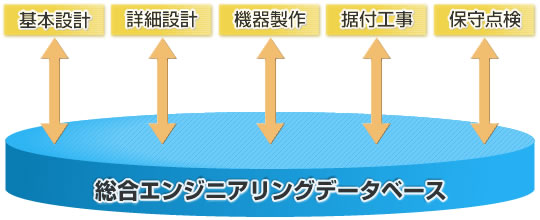 基本設計
詳細設計
機器製作
据付工事
保守点検
総合エンジニアリングデータベース